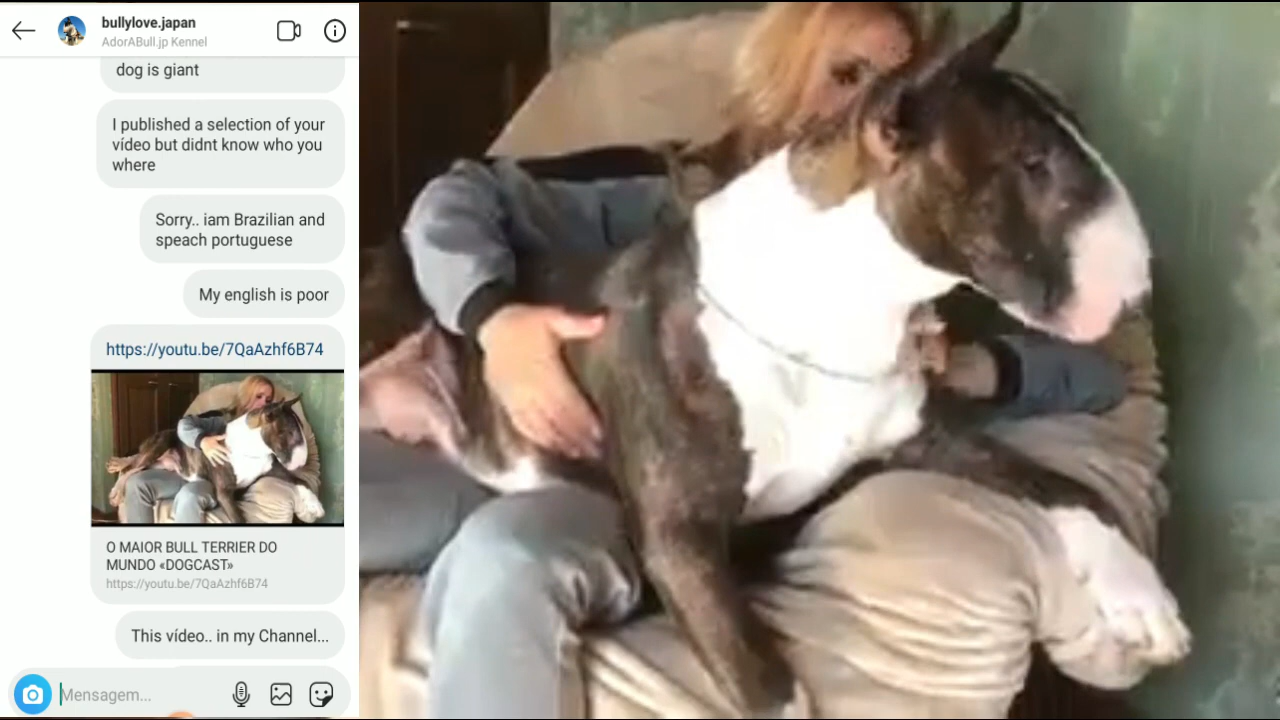 bullylove.japan
AdorABull.jp Kennel
dog is giant
I published a selection of your
vídeo but didnt know who you
where
Sorry.. iam Brazilian and
speach portuguese
My english is poor
https://youtu.be/7QaAzhf6B74
O MAIOR BULL TERRIER DO
MUNDO «DOGCAST»
https://youtu.be/7QaAzhf6B74
This vídeo.. in my Channel...
Mensagem...